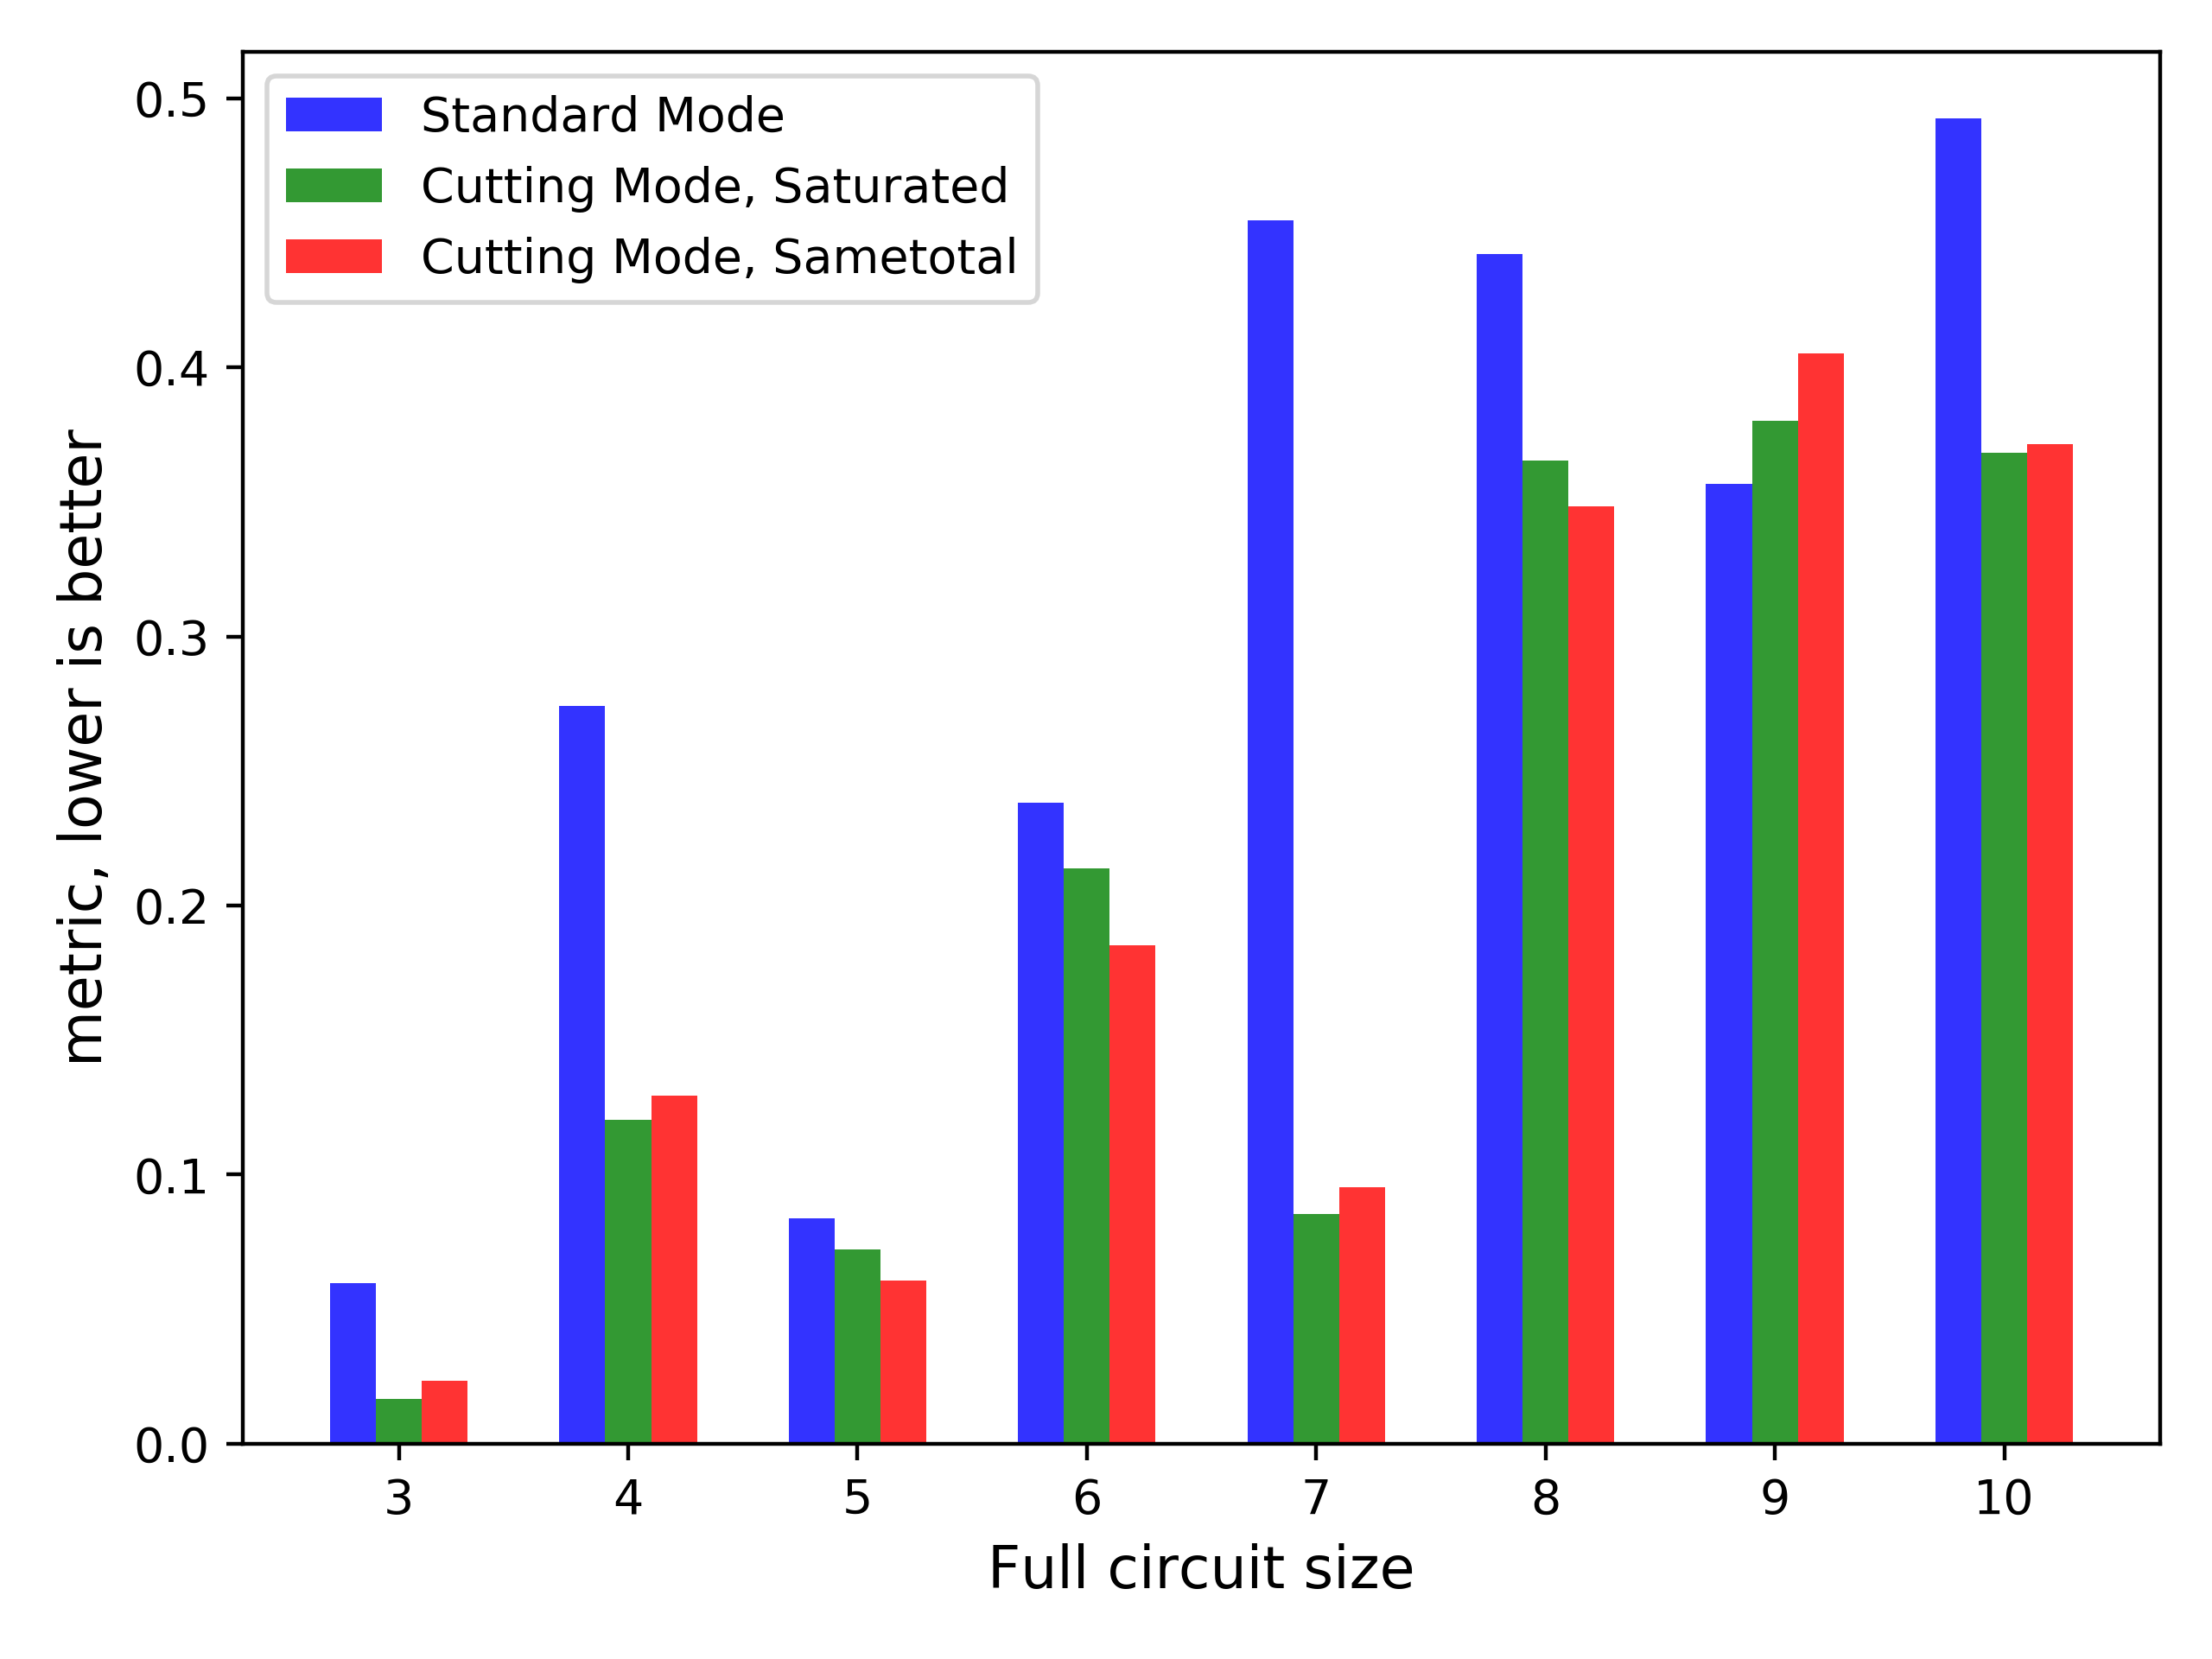 Standard Mode
Cutting Mode, Saturated
Cutting Mode, Sametotal
metric, lower is better
0.5
0.4
0.3
0.2
0.1
0.0
3 4 5 6 7 8 9 10
Full circuit size